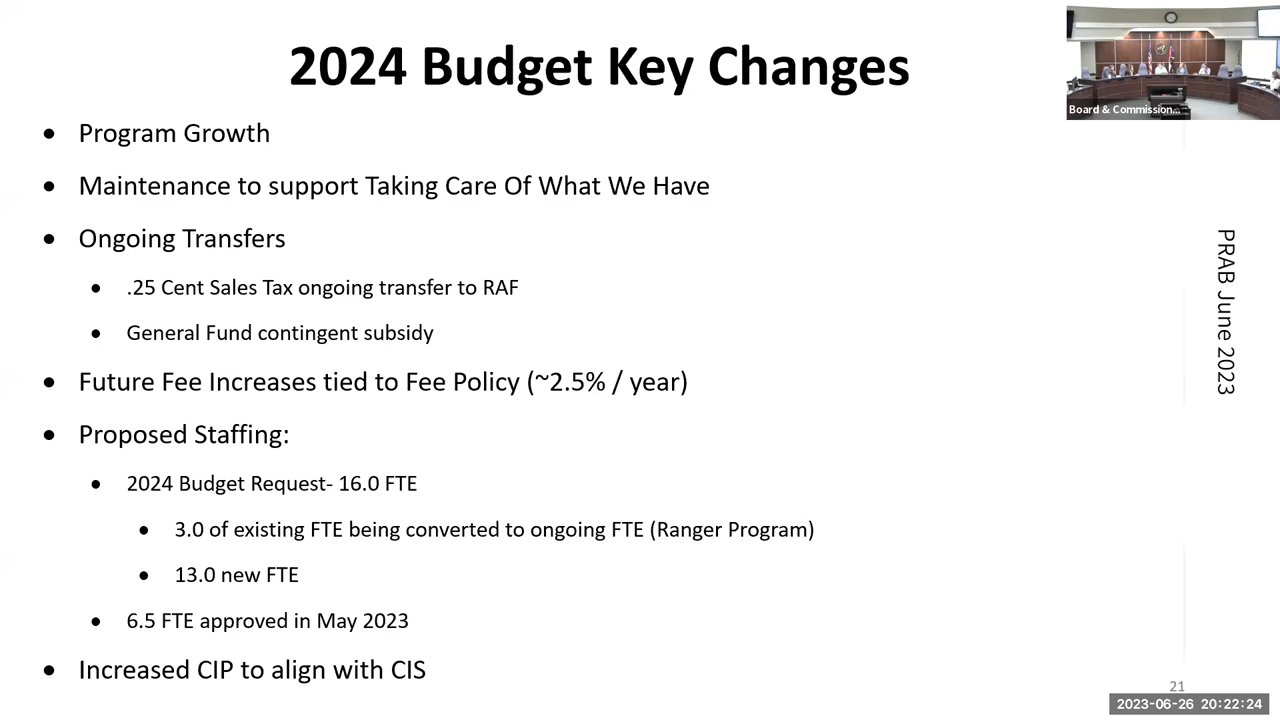 2024 Budget Key Changes
Board & Commission...
• Program Growth
• Maintenance to support Taking Care Of What We Have
• Ongoing Transfers
• .25 Cent Sales Tax ongoing transfer to RAF
• General Fund contingent subsidy
• Future Fee Increases tied to Fee Policy (~2.5% / year)
• Proposed Staffing:
• 2024 Budget Request- 16.0 FTE
• 3.0 of existing FTE being converted to ongoing FTE (Ranger Program)
• 13.0 new FTE
• 6.5 FTE approved in May 2023
• Increased CIP to align with CIS
PRAB June 2023
21
2023-06-26 20:22:24